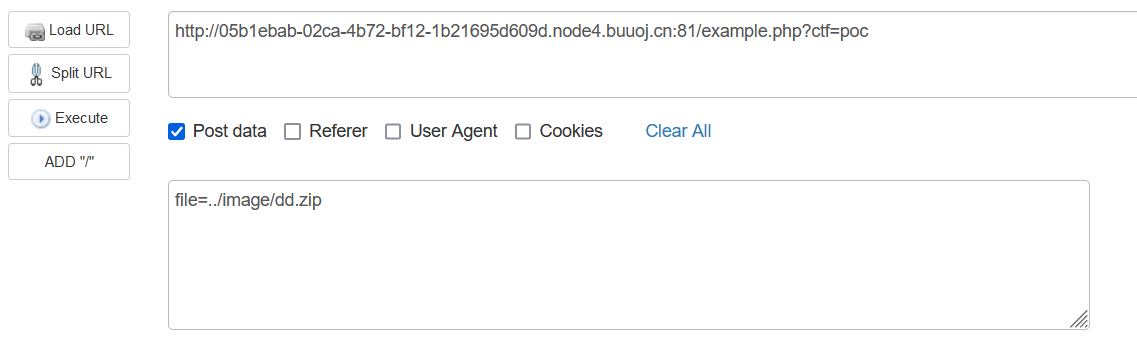 Load URL
http://05b1ebab-02ca-4b72-bf12-1b21695d609d.node4.buuoj.cn:81/example.php?ctf=poc
Split URL
Execute
Post data Referer User Agent Cookies Clear All
ADD "/"
file=../image/dd.zip